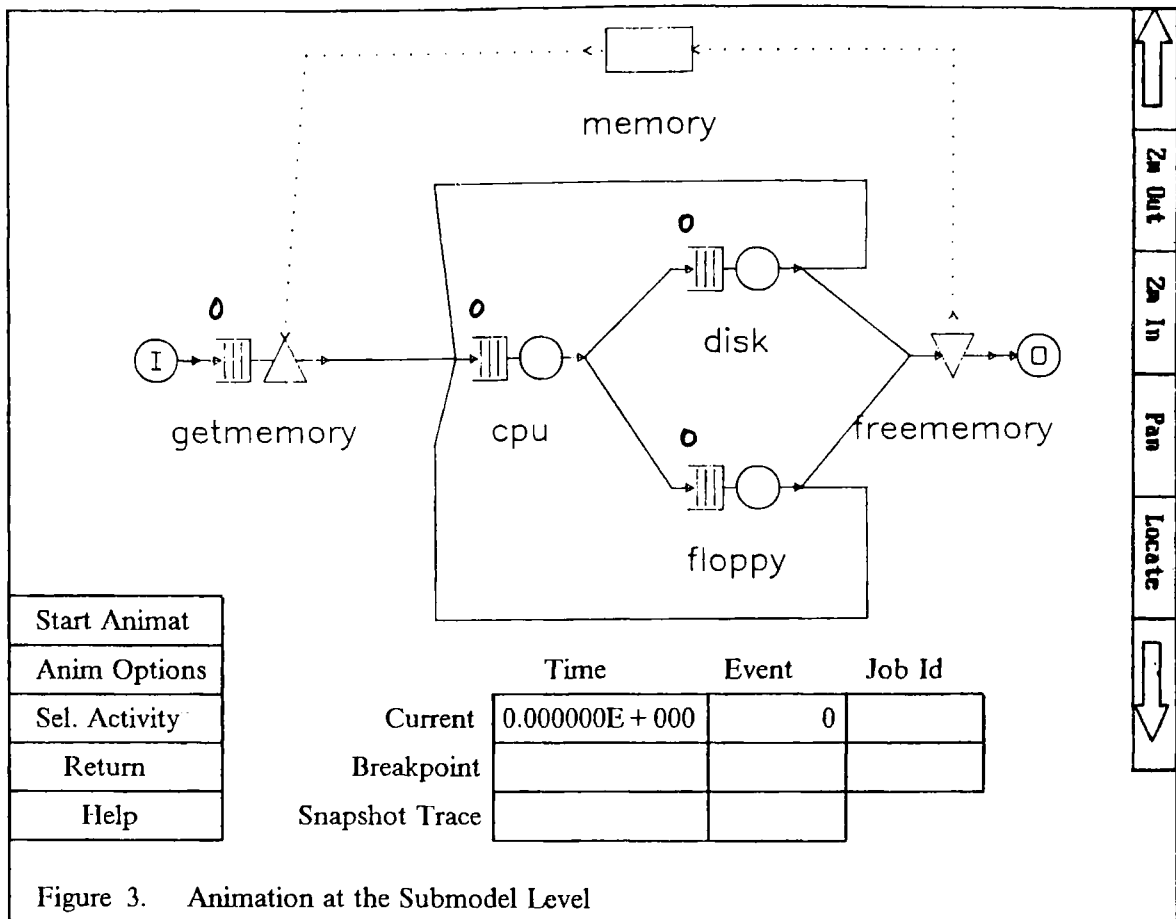 memory
0
disk
0
0
I
getmemory
cpu
O
freememory
0
floppy
Zm Out
Zm In
Pan
Locate
Start Animat
Anim Options
Sel. Activity
Return
Help
Time Event Job Id
Current 0.000000E + 000 0
Breakpoint
Snapshot Trace
Figure 3. Animation at the Submodel Level